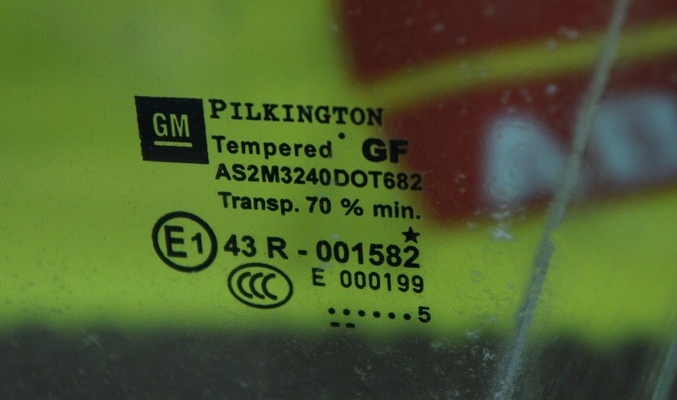 GM PILKINGTON
Tempered GF
AS2M3240DOT682
Transp. 70 % min.
E1 43 R - 001582
CCC E 000199
......5